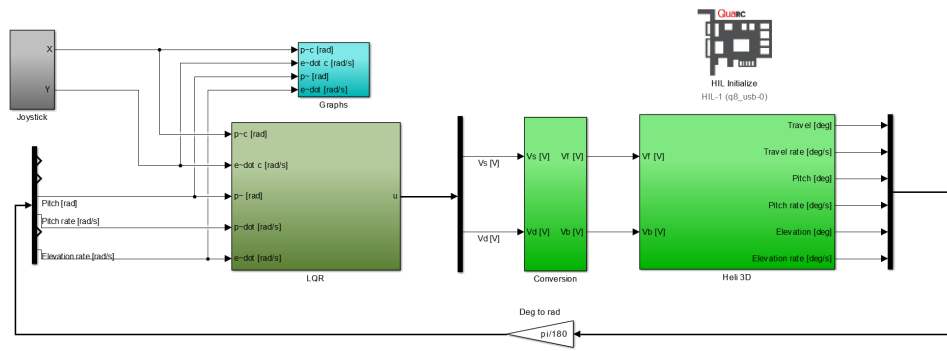 QUARC
HIL Initialize
HIL-1 (q8_usb-0)
X
Y
Joystick
p~c [rad]
e~dot c [rad/s]
p~ [rad]
e~dot [rad/s]
Graphs
p~c [rad]
e~dot c [rad/s]
p~ [rad]
p~dot [rad/s]
e~dot [rad/s]
u
LQR
Pitch [rad]
Pitch rate [rad/s]
Elevation rate [rad/s]
Vs [V]
Vd [V]
Vs [V]
Vd [V]
Vf [V]
Vb [V]
Conversion
Vf [V]
Vb [V]
Travel [deg]
Travel rate [deg/s]
Pitch [deg]
Pitch rate [deg/s]
Elevation [deg]
Elevation rate [deg/s]
Heli 3D
Deg to rad
pi/180